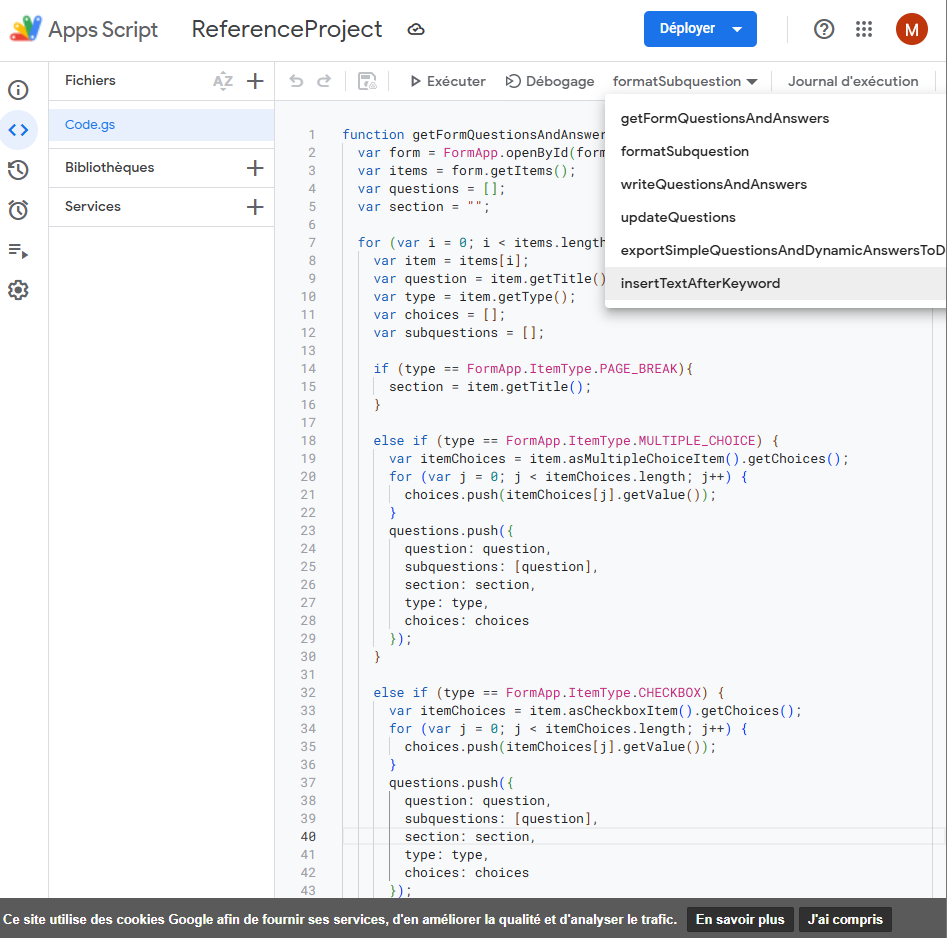 Apps Script ReferenceProject Déployer M
Fichiers AZ
Exécuter Débogage formatSubquestion Journal d'exécution
Code.gs
Bibliothèques
Services
getFormQuestionsAndAnswers
formatSubquestion
writeQuestionsAndAnswers
updateQuestions
exportSimpleQuestionsAndDynamicAnswersToD
insertTextAfterKeyword
1 function getFormQuestionsAndAnswer
2 var form = FormApp.openById(form
3 var items = form.getItems();
4 var questions = [];
5 var section = "";
6
7 for (var i = 0; i < items.length
8 var item = items[i];
9 var question = item.getTitle()
10 var type = item.getType();
11 var choices = [];
12 var subquestions = [];
13
14 if (type == FormApp.ItemType.PAGE_BREAK){
15 section = item.getTitle();
16 }
17
18 else if (type == FormApp.ItemType.MULTIPLE_CHOICE) {
19 var itemChoices = item.asMultipleChoiceItem().getChoices();
20 for (var j = 0; j < itemChoices.length; j++) {
21 choices.push(itemChoices[j].getValue());
22 }
23 questions.push({
24 question: question,
25 subquestions: [question],
26 section: section,
27 type: type,
28 choices: choices
29 });
30 }
31
32 else if (type == FormApp.ItemType.CHECKBOX) {
33 var itemChoices = item.asCheckboxItem().getChoices();
34 for (var j = 0; j < itemChoices.length; j++) {
35 choices.push(itemChoices[j].getValue());
36 }
37 questions.push({
38 question: question,
39 subquestions: [question],
40 section: section,
41 type: type,
42 choices: choices
43 });
Ce site utilise des cookies Google afin de fournir ses services, d'en améliorer la qualité et d'analyser le trafic. En savoir plus J'ai compris